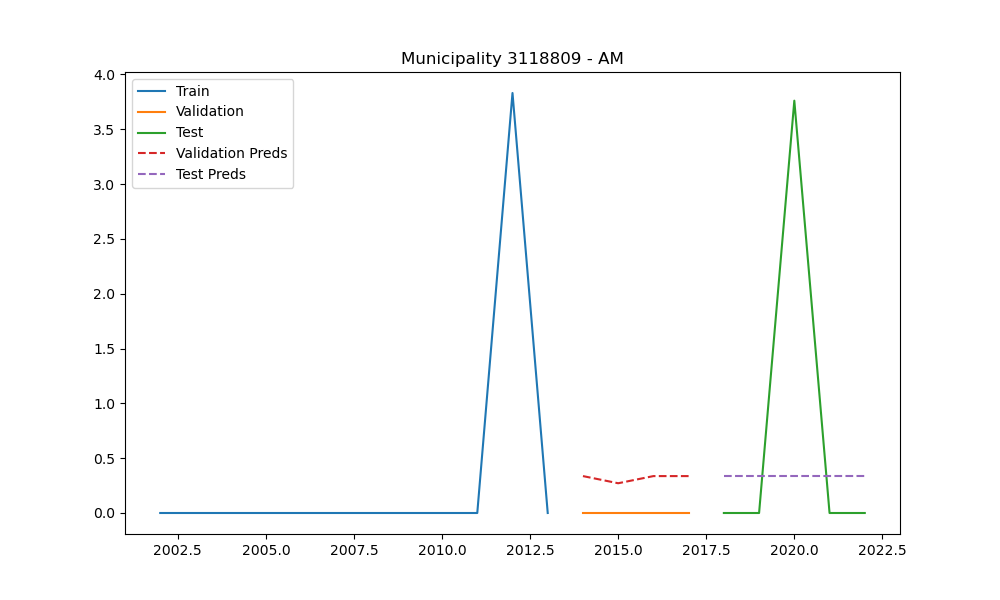 Municipality 3118809 - AM
4.0
3.5
3.0
2.5
2.0
1.5
1.0
0.5
0.0
Train
Validation
Test
Validation Preds
Test Preds
2002.5 2005.0 2007.5 2010.0 2012.5 2015.0 2017.5 2020.0 2022.5